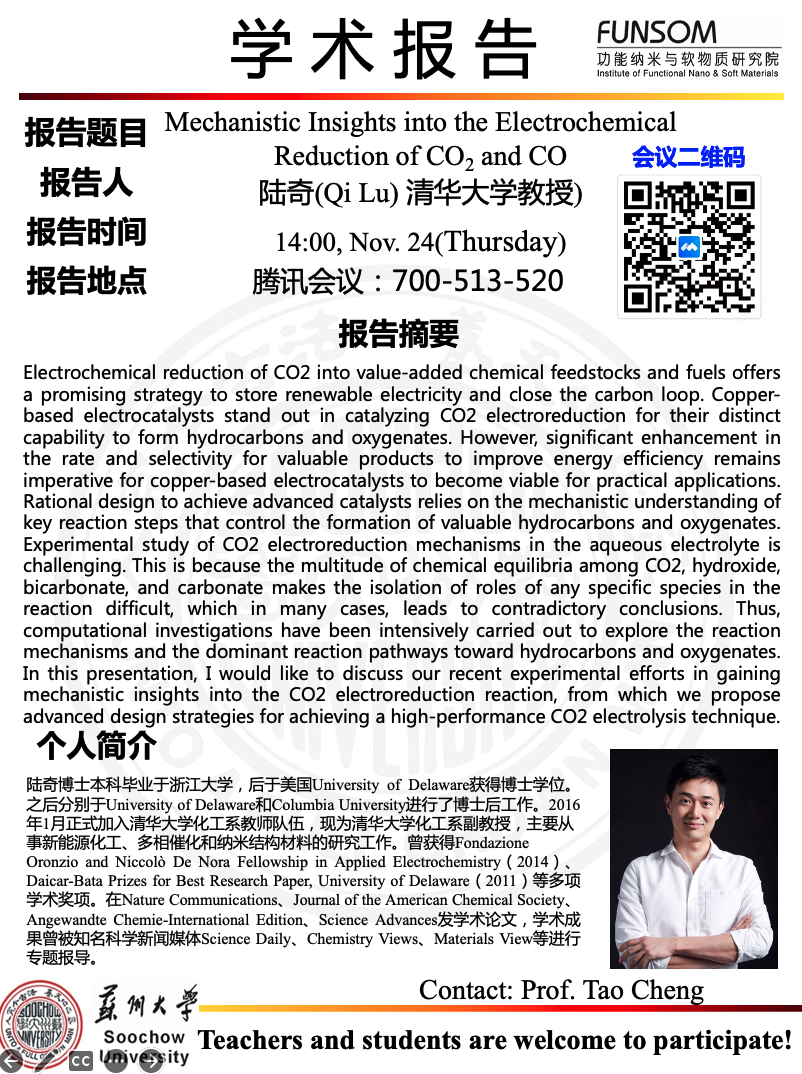 学术报告
FUNSOM
功能纳米与软物质研究院
Institute of Functional Nano & Soft Materials
报告题目
Mechanistic Insights into the Electrochemical
Reduction of CO₂ and CO
报告人
陆奇(Qi Lu) 清华大学教授)
报告时间
14:00, Nov. 24(Thursday)
报告地点
腾讯会议：700-513-520
会议二维码
报告摘要
Electrochemical reduction of CO2 into value-added chemical feedstocks and fuels offers
a promising strategy to store renewable electricity and close the carbon loop. Copper-
based electrocatalysts stand out in catalyzing CO2 electroreduction for their distinct
capability to form hydrocarbons and oxygenates. However, significant enhancement in
the rate and selectivity for valuable products to improve energy efficiency remains
imperative for copper-based electrocatalysts to become viable for practical applications.
Rational design to achieve advanced catalysts relies on the mechanistic understanding of
key reaction steps that control the formation of valuable hydrocarbons and oxygenates.
Experimental study of CO2 electroreduction mechanisms in the aqueous electrolyte is
challenging. This is because the multitude of chemical equilibria among CO2, hydroxide,
bicarbonate, and carbonate makes the isolation of roles of any specific species in the
reaction difficult, which in many cases, leads to contradictory conclusions. Thus,
computational investigations have been intensively carried out to explore the reaction
mechanisms and the dominant reaction pathways toward hydrocarbons and oxygenates.
In this presentation, I would like to discuss our recent experimental efforts in gaining
mechanistic insights into the CO2 electroreduction reaction, from which we propose
advanced design strategies for achieving a high-performance CO2 electrolysis technique.
个人简介
陆奇博士本科毕业于浙江大学，后于美国University of Delaware获得博士学位。
之后分别于University of Delaware和Columbia University进行了博士后工作。2016
年1月正式加入清华大学化工系教师队伍，现为清华大学化工系副教授，主要从
事新能源化工、多相催化和纳米结构材料的研究工作。曾获得Fondazione
Oronzio and Niccolò De Nora Fellowship in Applied Electrochemistry（2014）、
Daicar-Bata Prizes for Best Research Paper, University of Delaware（2011）等多项
学术奖项。在Nature Communications、Journal of the American Chemical Society、
Angewandte Chemie-International Edition、Science Advances发学术论文，学术成
果曾被知名科学新闻媒体Science Daily、Chemistry Views、Materials View等进行
专题报导。
Contact: Prof. Tao Cheng
蘇州大學
Soochow
University
SOOCHOW
UNIVERSITY
CC
Teachers and students are welcome to participate!